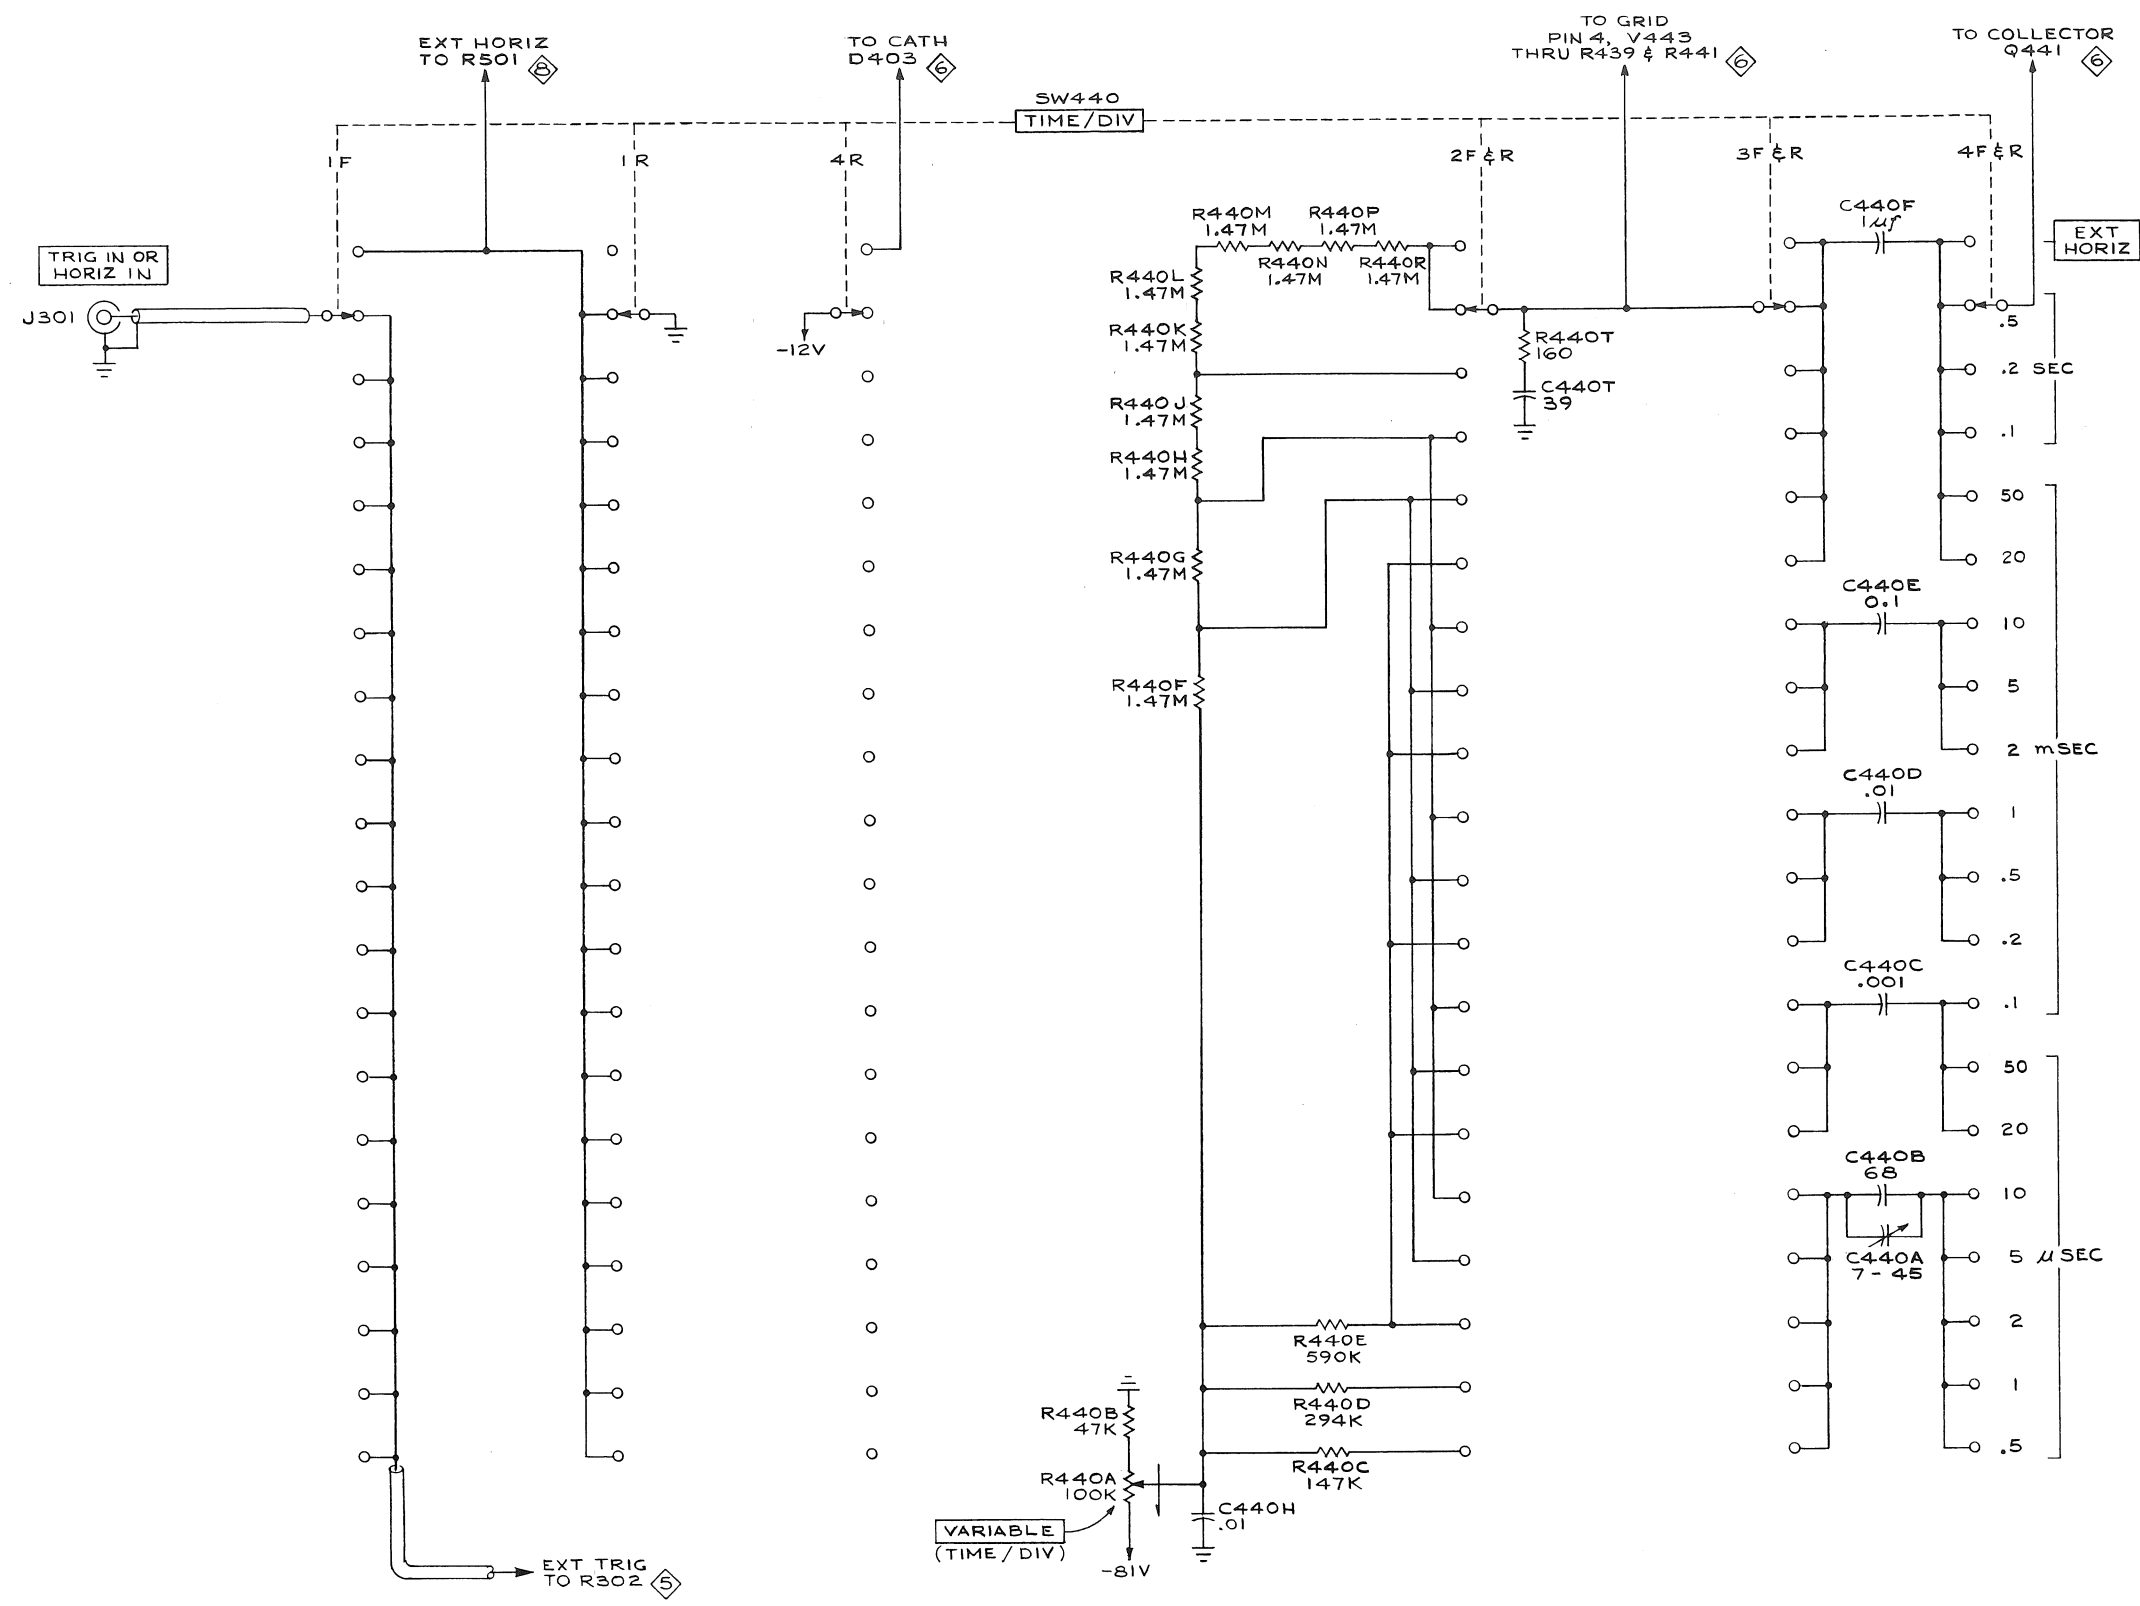 EXT HORIZ
TO R501 8
TO CATH
D403 6
TO GRID
PIN 4, V443
THRU R439 & R441 6
TO COLLECTOR
Q441 6
SW440
TIME/DIV
1F
1R
4R
2F & R
3F & R
4F & R
TRIG IN OR
HORIZ IN
J301
-12V
R440M
1.47M
R440P
1.47M
R440N
1.47M
R440R
1.47M
R440L
1.47M
R440K
1.47M
R440J
1.47M
R440H
1.47M
R440G
1.47M
R440F
1.47M
R440T
160
C440T
39
C440F
1µf
EXT
HORIZ
.5
.2 SEC
.1
50
20
C440E
0.1
10
5
2 mSEC
C440D
.01
1
.5
.2
C440C
.001
.1
50
20
C440B
68
10
C440A
7-45
5 µSEC
2
1
.5
R440E
590K
R440D
294K
R440C
147K
R440B
47K
R440A
100K
C440H
.01
VARIABLE
(TIME/DIV)
-81V
EXT TRIG
TO R302 5